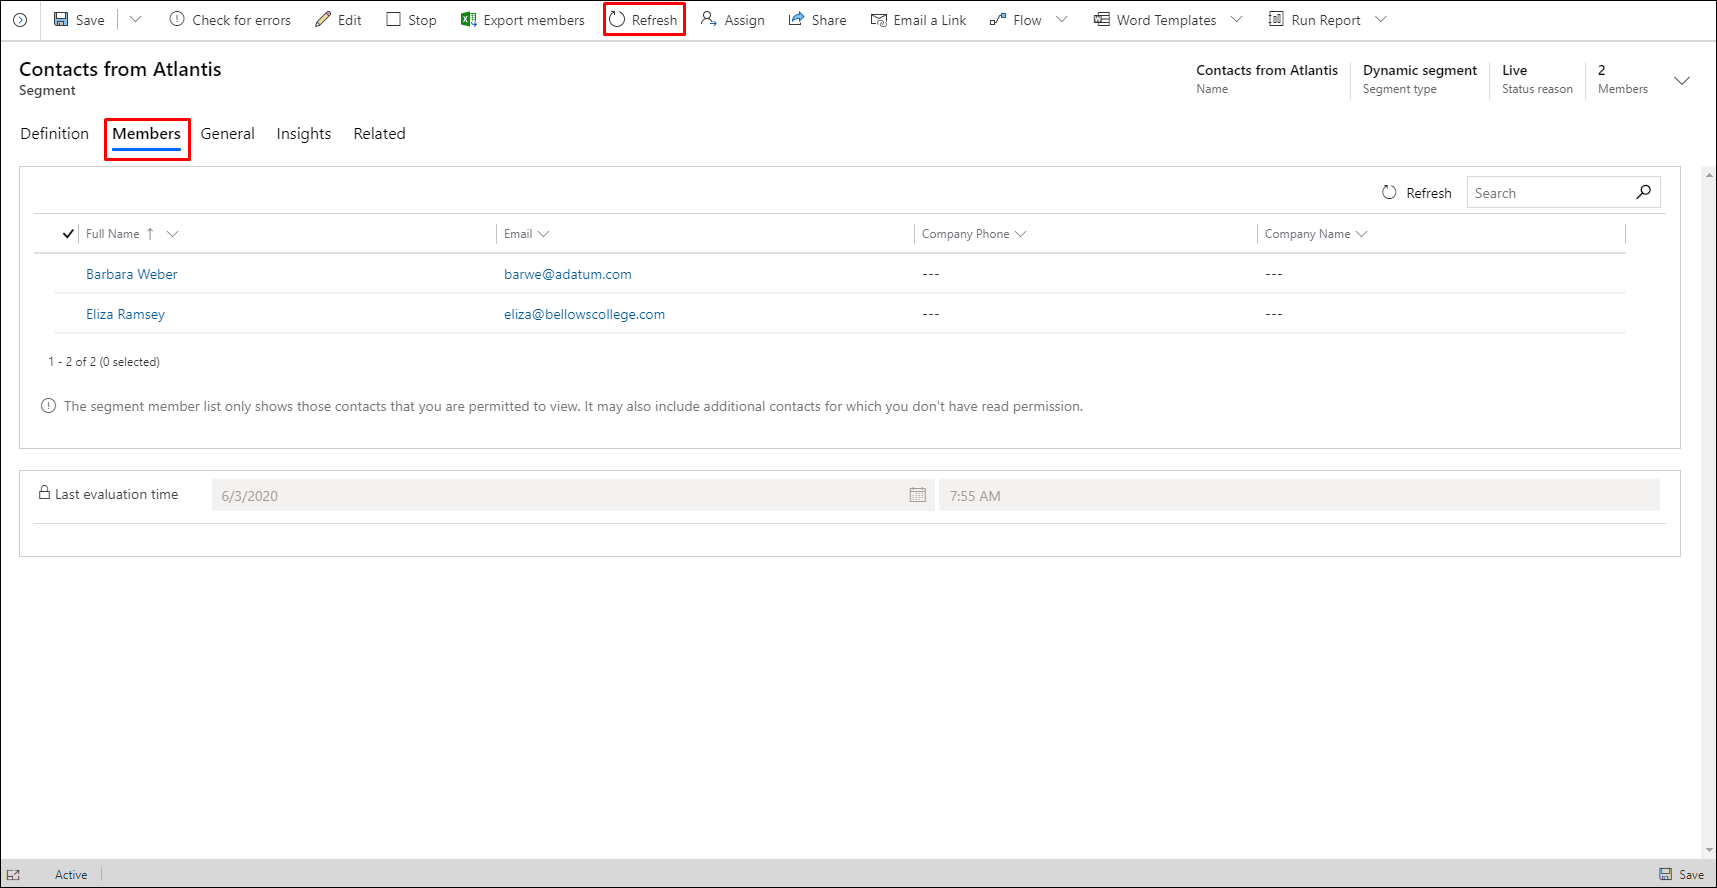 Save Check for errors Edit Stop Export members Refresh Assign Share Email a Link Flow Word Templates Run Report
Contacts from Atlantis
Segment
Contacts from Atlantis Dynamic segment Live 2
Name Segment type Status reason Members
Definition Members General Insights Related
Refresh Search
Full Name ↑ Email Company Phone Company Name
Barbara Weber barwe@adatum.com --- ---
Eliza Ramsey eliza@bellowscollege.com --- ---
1 - 2 of 2 (0 selected)
The segment member list only shows those contacts that you are permitted to view. It may also include additional contacts for which you don't have read permission.
Last evaluation time 6/3/2020 7:55 AM
Active Save